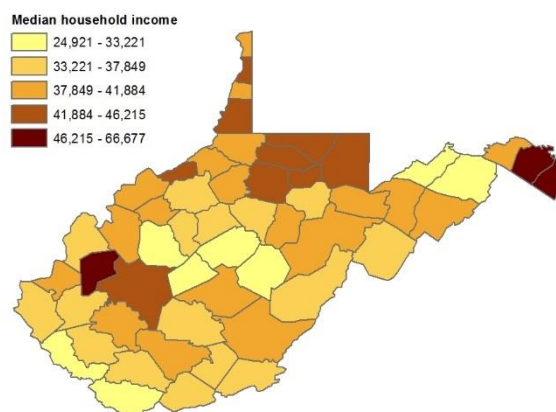 Median household income
24,921 - 33,221
33,221 - 37,849
37,849 - 41,884
41,884 - 46,215
46,215 - 66,677